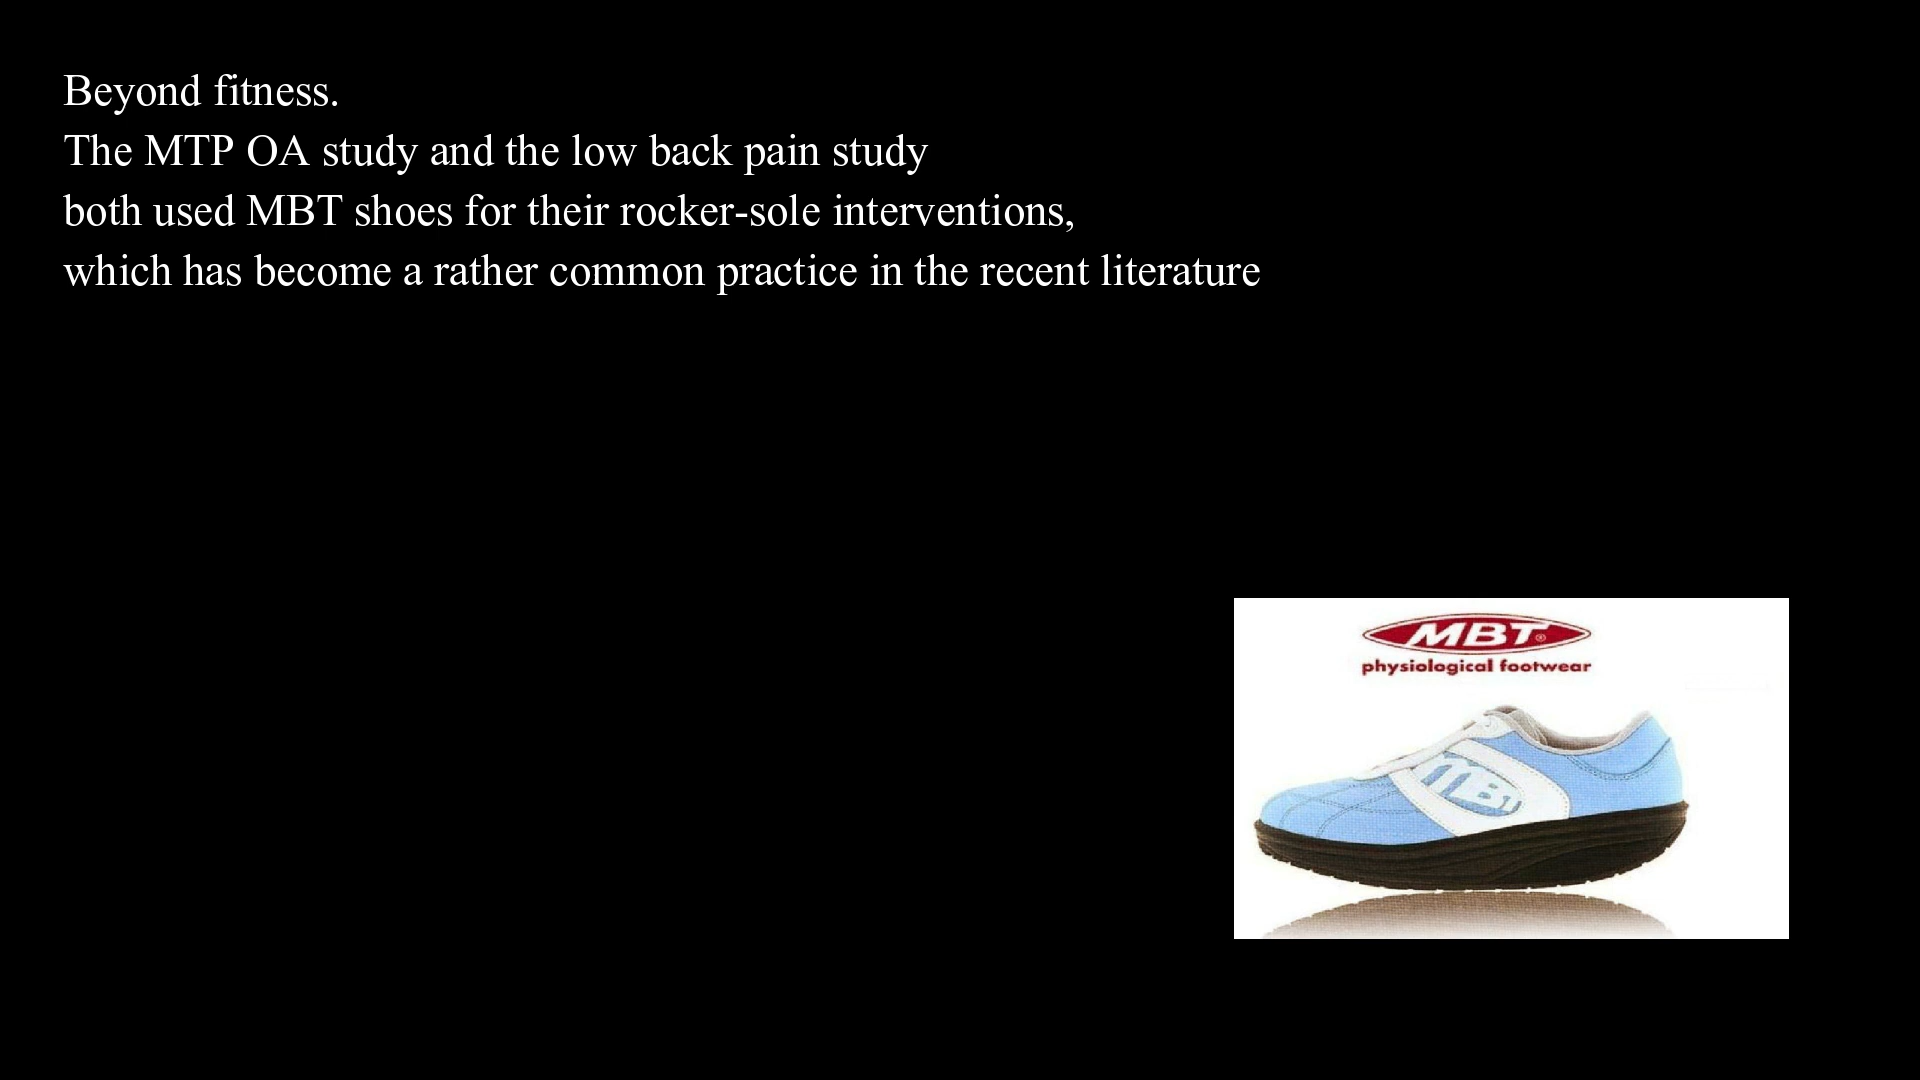 Beyond fitness.
The MTP OA study and the low back pain study
both used MBT shoes for their rocker-sole interventions,
which has become a rather common practice in the recent literature
MBT®
physiological footwear
MBT